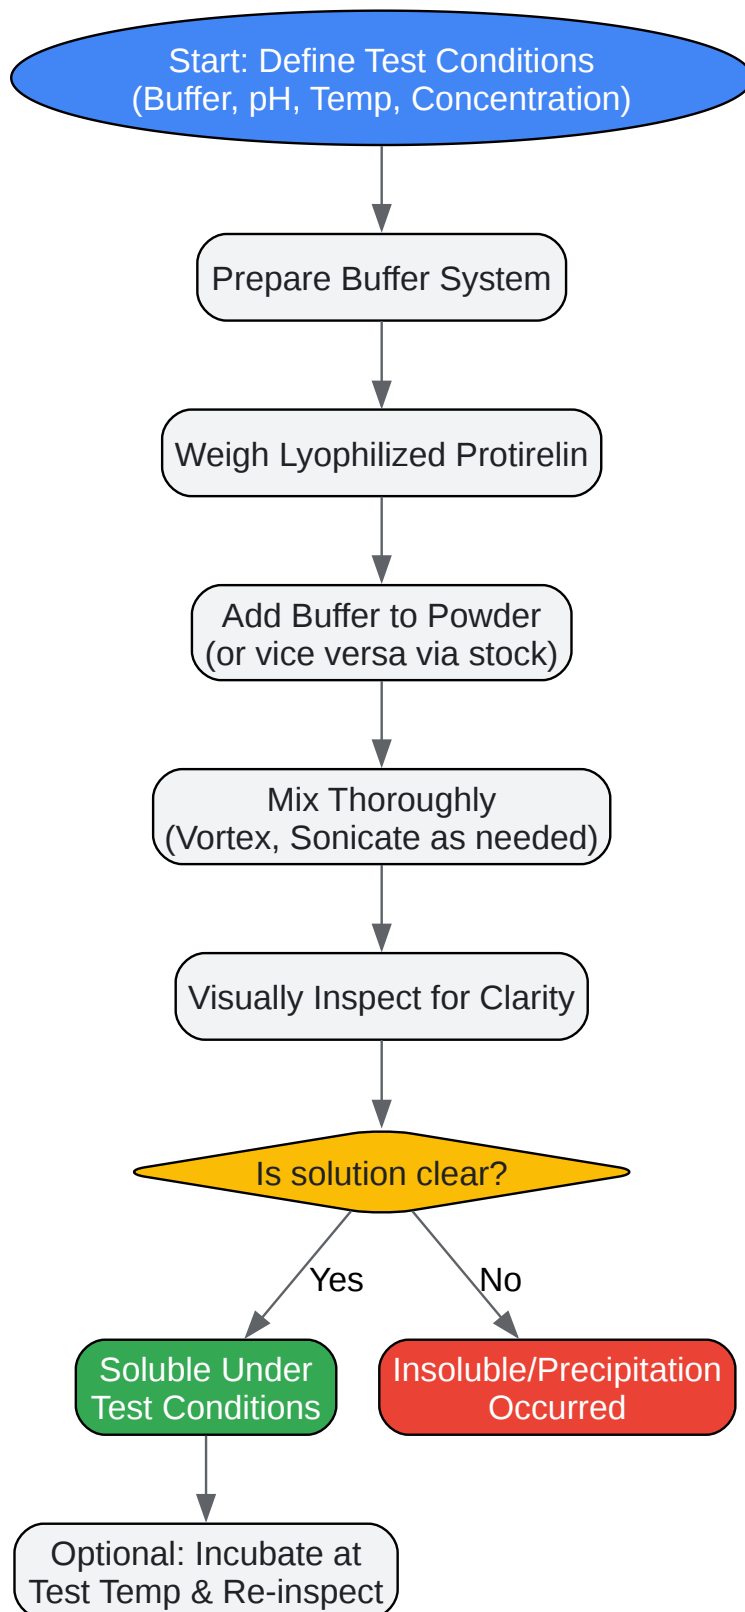 Start: Define Test Conditions
(Buffer, pH, Temp, Concentration)
Prepare Buffer System
Weigh Lyophilized Protirelin
Add Buffer to Powder
(or vice versa via stock)
Mix Thoroughly
(Vortex, Sonicate as needed)
Visually Inspect for Clarity
Is solution clear?
Yes
No
Soluble Under
Test Conditions
Insoluble/Precipitation
Occurred
Optional: Incubate at
Test Temp & Re-inspect